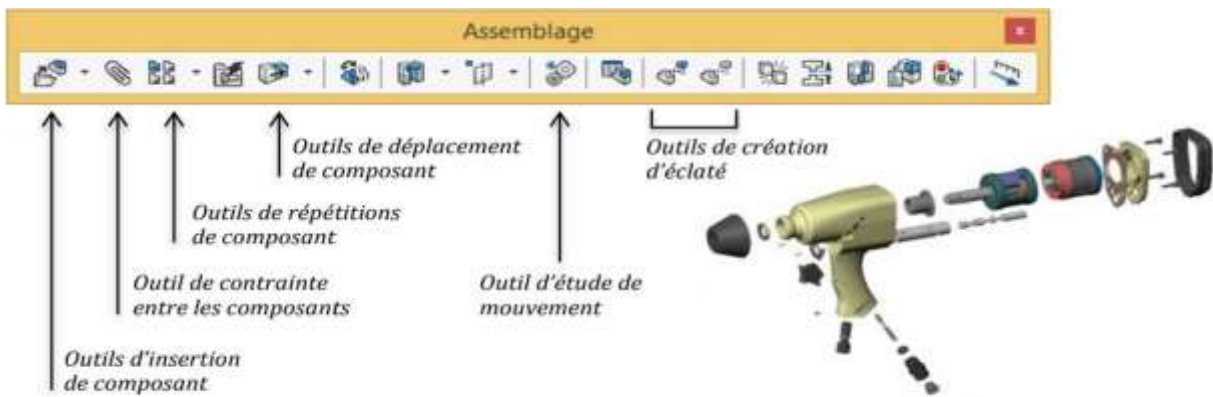 Assemblage
Outils de déplacement
de composant
Outils de création
d'éclaté
Outils de répétitions
de composant
Outil de contrainte
entre les composants
Outil d'étude de
mouvement
Outils d'insertion
de composant